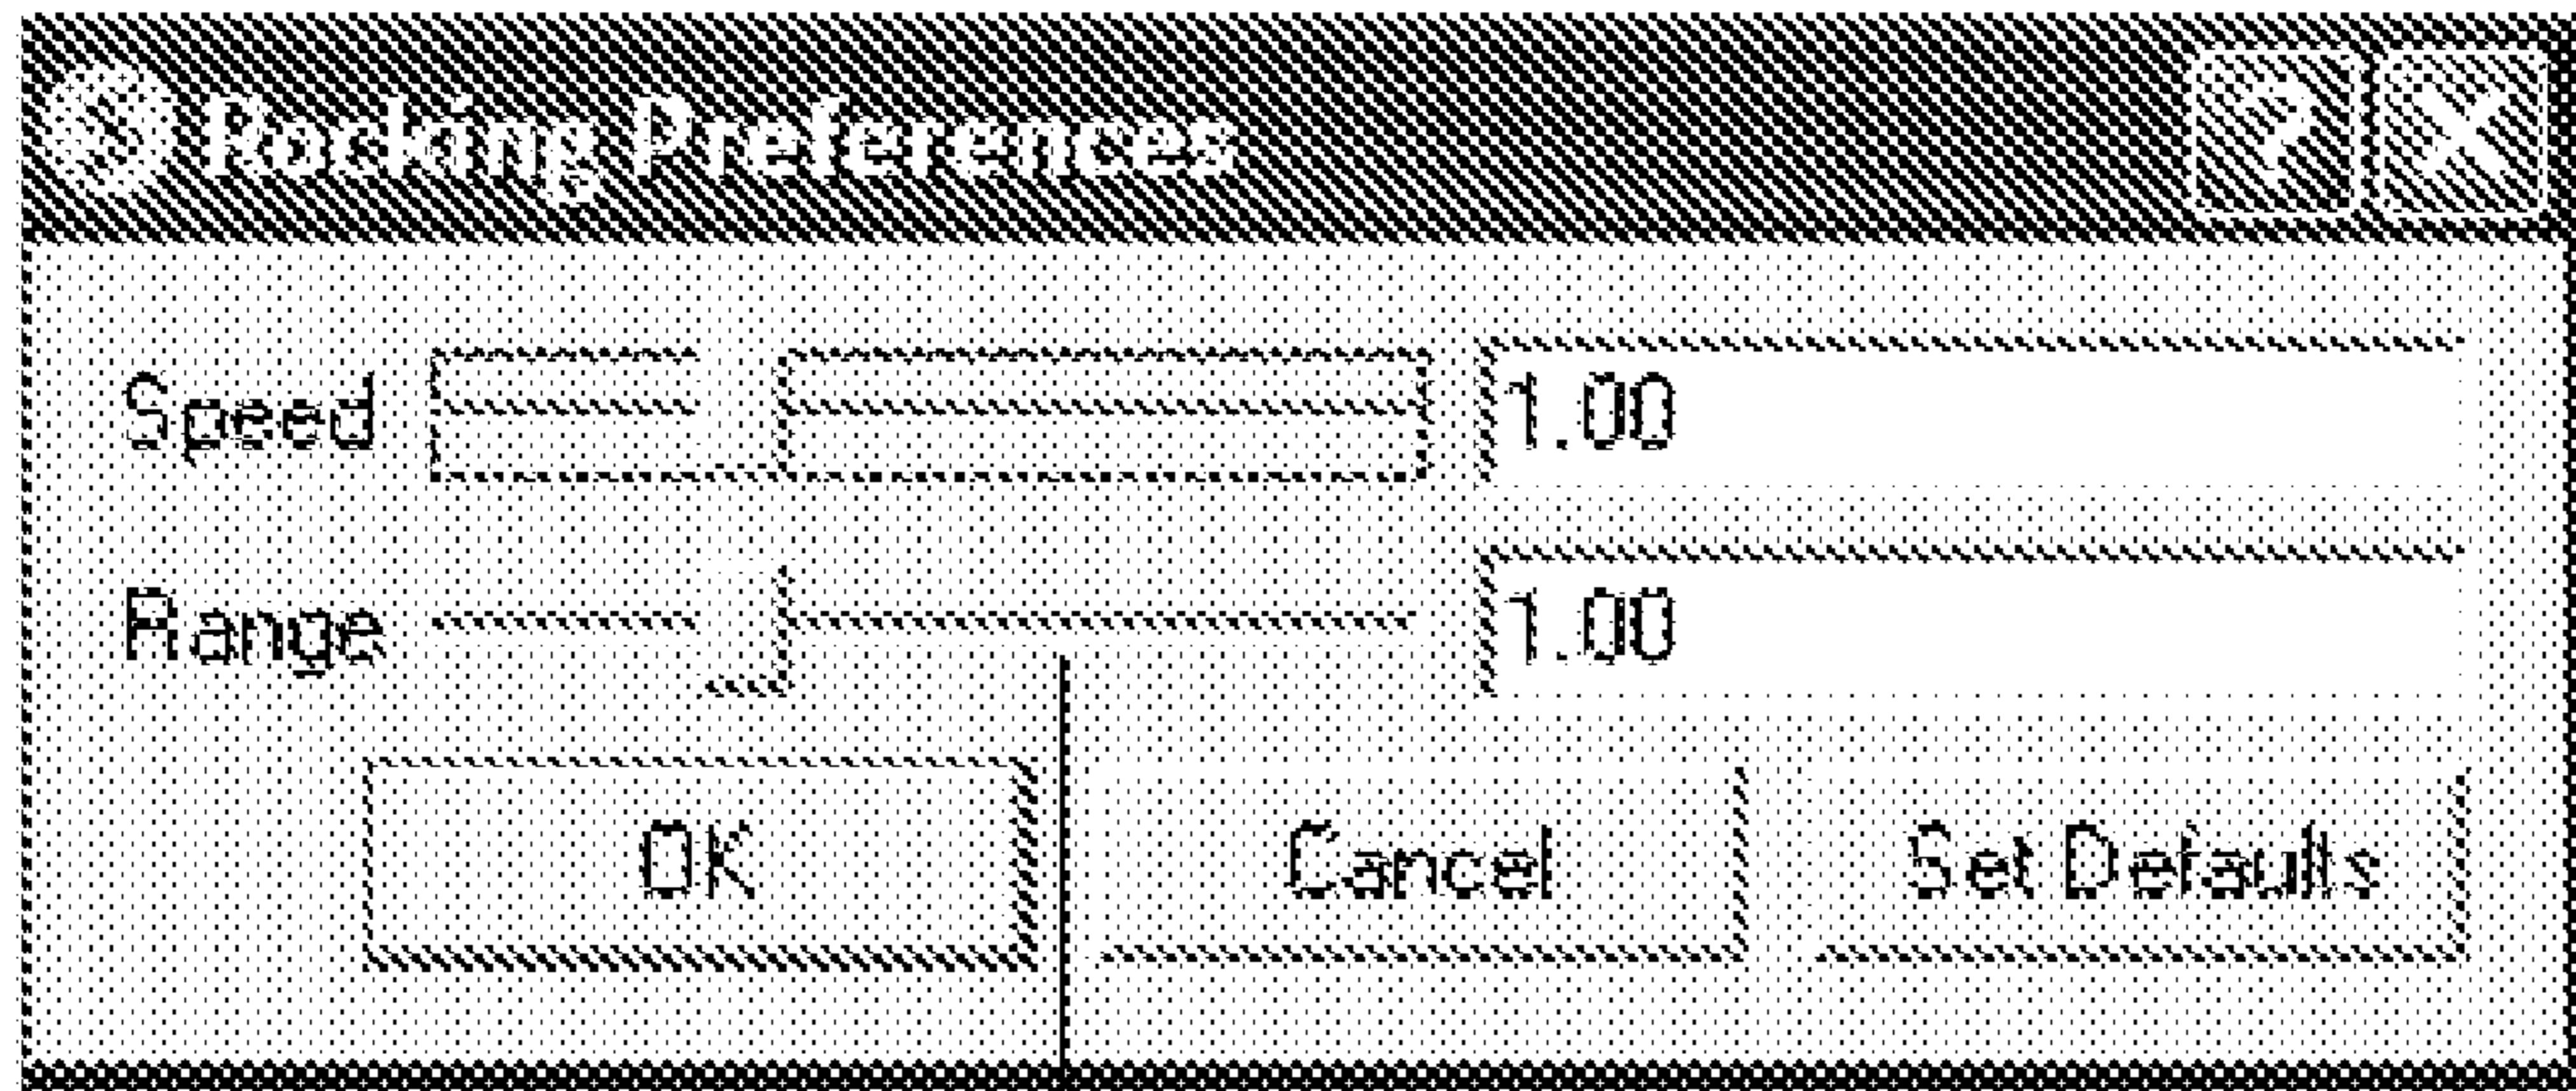 Rocking Preferences ? X
Speed 1.00
Range 1.00
OK Cancel Set Defaults